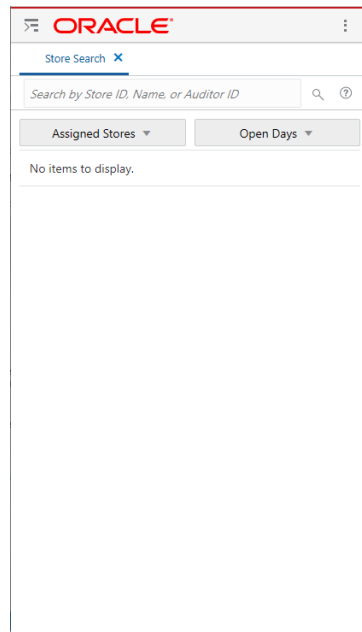 ORACLE
Store Search
Search by Store ID, Name, or Auditor ID
Assigned Stores
Open Days
No items to display.